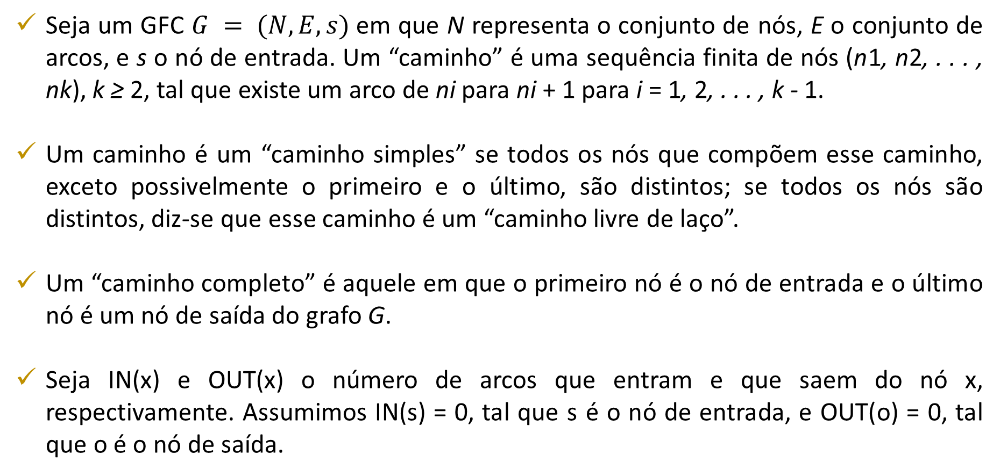 ✓ Seja um GFC G = (N, E, s) em que N representa o conjunto de nós, E o conjunto de
arcos, e s o nó de entrada. Um “caminho” é uma sequência finita de nós (n1, n2, . . . ,
nk), k ≥ 2, tal que existe um arco de ni para ni + 1 para i = 1, 2, . . . , k - 1.
✓ Um caminho é um “caminho simples” se todos os nós que compõem esse caminho,
exceto possivelmente o primeiro e o último, são distintos; se todos os nós são
distintos, diz-se que esse caminho é um “caminho livre de laço”.
✓ Um “caminho completo” é aquele em que o primeiro nó é o nó de entrada e o último
nó é um nó de saída do grafo G.
✓ Seja IN(x) e OUT(x) o número de arcos que entram e que saem do nó x,
respectivamente. Assumimos IN(s) = 0, tal que s é o nó de entrada, e OUT(o) = 0, tal
que o é o nó de saída.